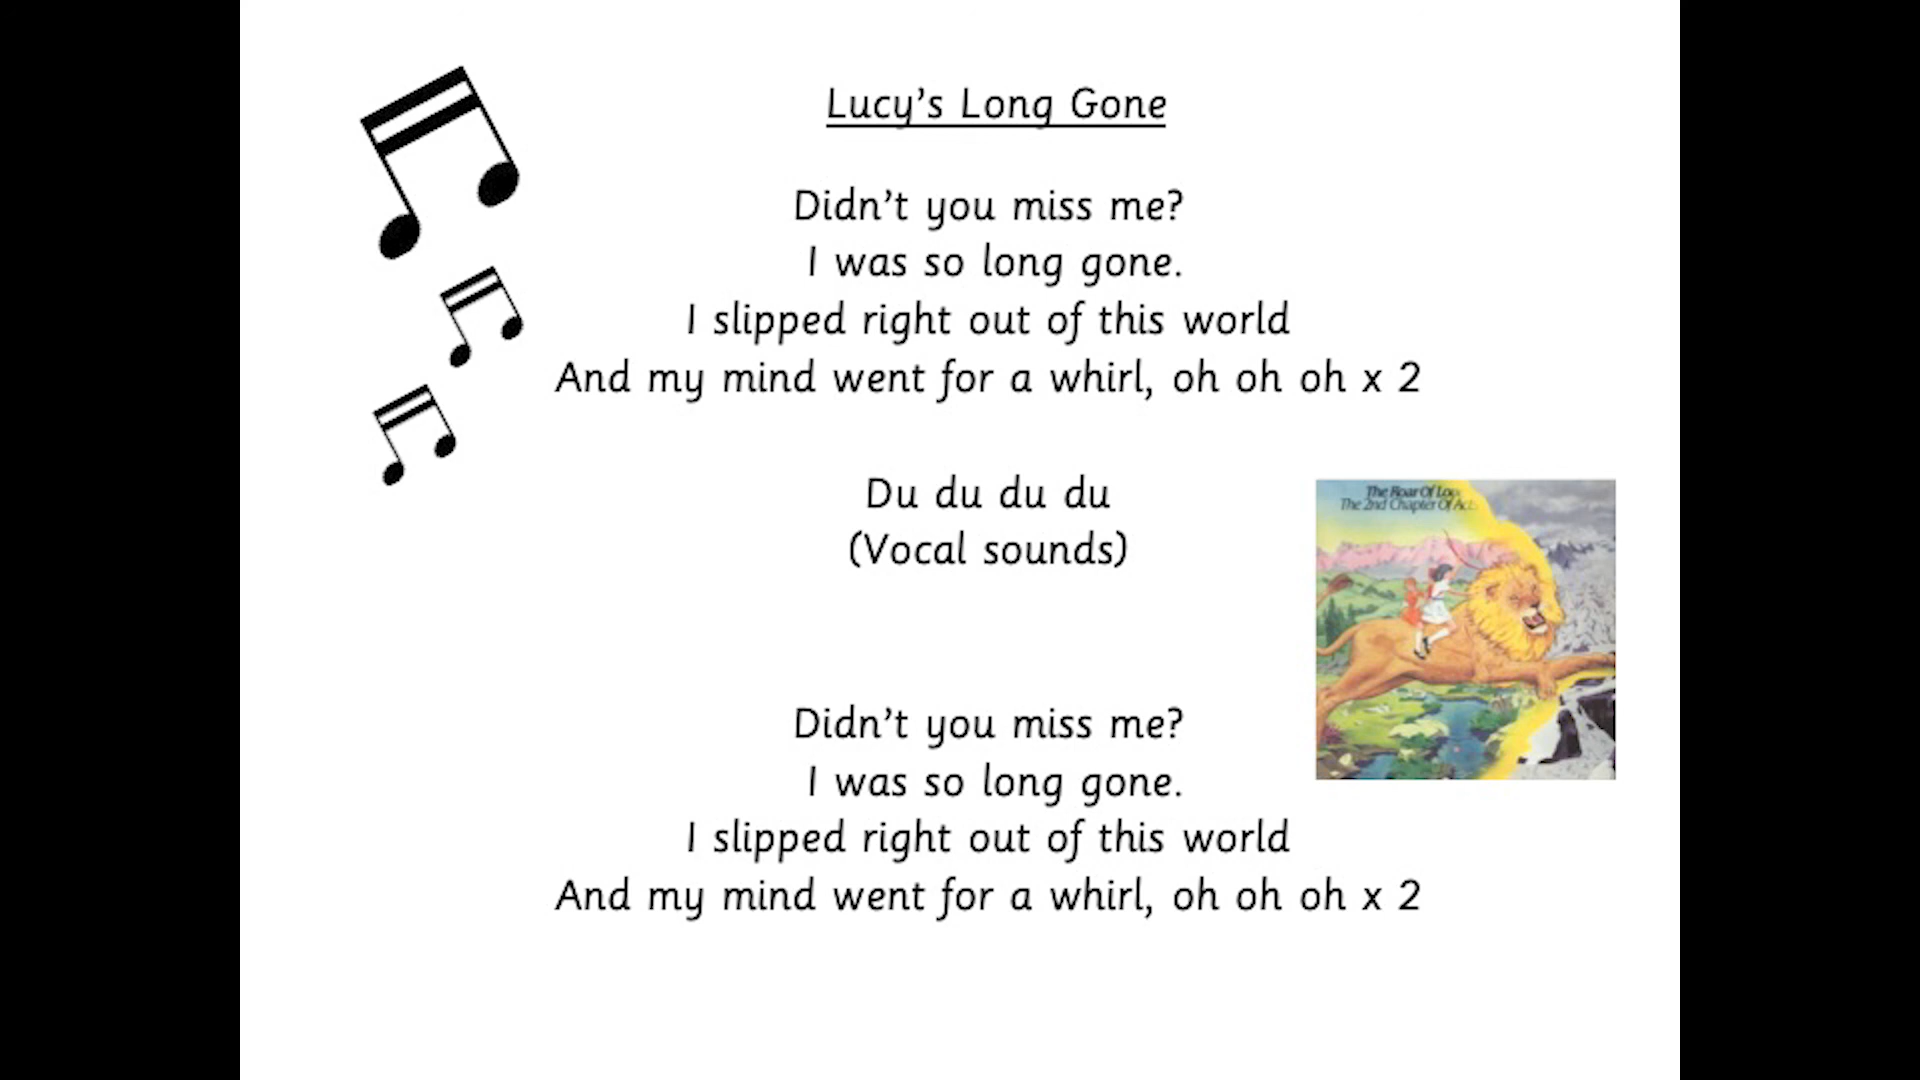 Lucy's Long Gone
Didn't you miss me?
I was so long gone.
I slipped right out of this world
And my mind went for a whirl, oh oh oh x 2
Du du du du
(Vocal sounds)
The Roar Of Love
The 2nd Chapter Of Acts
Didn't you miss me?
I was so long gone.
I slipped right out of this world
And my mind went for a whirl, oh oh oh x 2